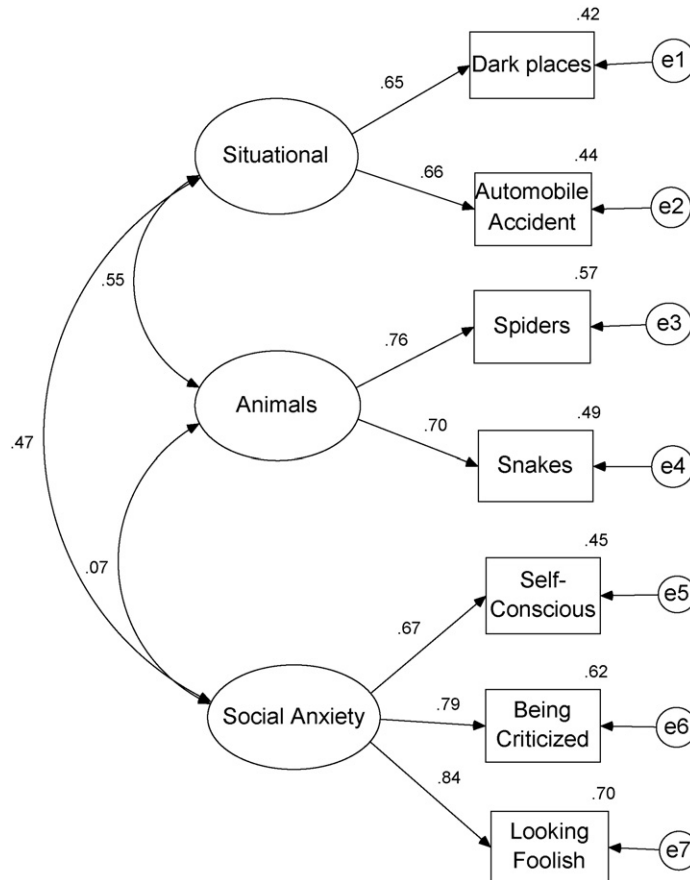 .42
Dark places
e1
.65
Situational
.44
.66
Automobile
Accident
e2
.55
.57
Spiders
e3
.76
Animals
.49
.70
Snakes
e4
.47
.07
.45
Self-
Conscious
e5
.67
.62
Social Anxiety
.79
Being
Criticized
e6
.84
.70
Looking
Foolish
e7